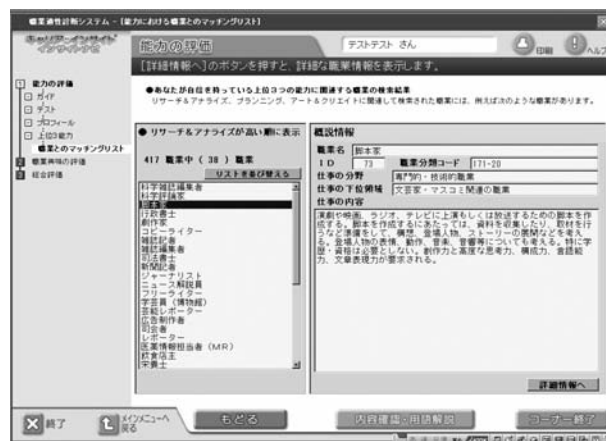 職業適性診断システム - [能力における職業とのマッチングリスト]
キャリア・インサイト
能力の評価
テストテスト さん
印刷
ヘルプ
[詳細情報へ]のボタンを押すと、詳細な職業情報を表示します。
1 能力の評価
ガイド
テスト
プロフィール
上位3能力
職業とのマッチングリスト
2 職業興味の評価
3 総合評価
●あなたが自信を持っている上位3つの能力に関連する職業の検索結果
リサーチ&アナライズ、プランニング、アート&クリエイトに関連して検索された職業には、例えば次のような職業があります。
● リサーチ&アナライズが高い順に表示
417 職業中 ( 38 ) 職業
リストを並び替える
科学雑誌編集者
科学評論家
脚本家
行政書士
創作家
コピーライター
雑誌記者
雑誌編集者
司法書士
新聞記者
ジャーナリスト
ニュース解説員
フリーライター
学芸員(博物館)
芸能レポーター
広告制作者
司会者
レポーター
医薬情報担当者(MR)
飲食店主
栄養士
概説情報
職業名 脚本家
ID 73 職業分類コード 171-20
仕事の分野 専門的・技術的職業
仕事の下位領域 文芸家・マスコミ関連の職業
仕事の内容
演劇や映画、ラジオ、テレビに上演もしくは放送するための脚本を作
成する。脚本を作成するにあたっては、資料を収集したり、取材を行
うなど準備をして、構想、登場人物、ストーリーの展開などを考え
る。登場人物の表情、動作、音楽、音響等についても考える。特に学
歴・資格は必要としない。創作力と高度な思考力、構成力、言語能
力、文章表現力が要求される。
詳細情報へ
終了
メインメニューへ
戻る
もどる
内容確認・用語解説
コーナー終了